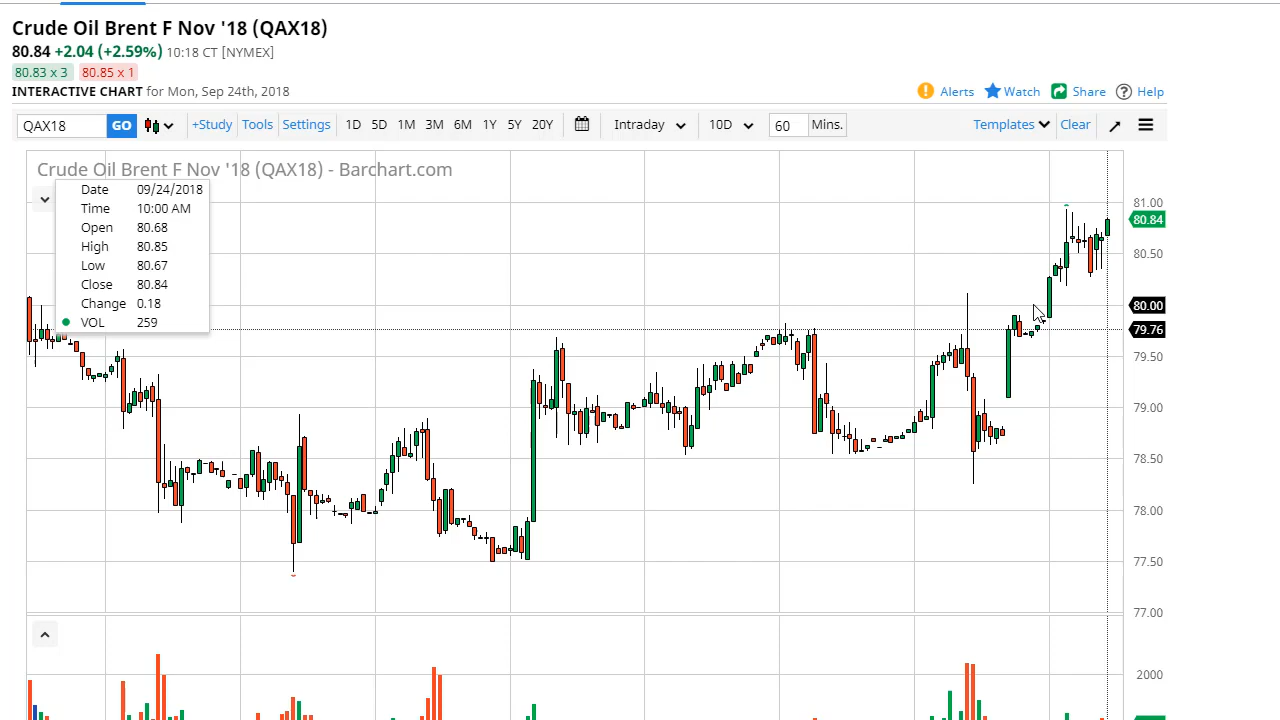 Crude Oil Brent F Nov '18 (QAX18)
80.84 +2.04 (+2.59%) 10:18 CT [NYMEX]
80.83 x 3 80.85 x 1
INTERACTIVE CHART for Mon, Sep 24th, 2018
Alerts Watch Share Help
QAX18 GO +Study Tools Settings 1D 5D 1M 3M 6M 1Y 5Y 20Y Intraday 10D 60 Mins. Templates Clear
Crude Oil Brent F Nov '18 (QAX18) - Barchart.com
Date 09/24/2018
Time 10:00 AM
Open 80.68
High 80.85
Low 80.67
Close 80.84
Change 0.18
VOL 259
81.00
80.84
80.50
80.00
79.76
79.50
79.00
78.50
78.00
77.50
77.00
2000